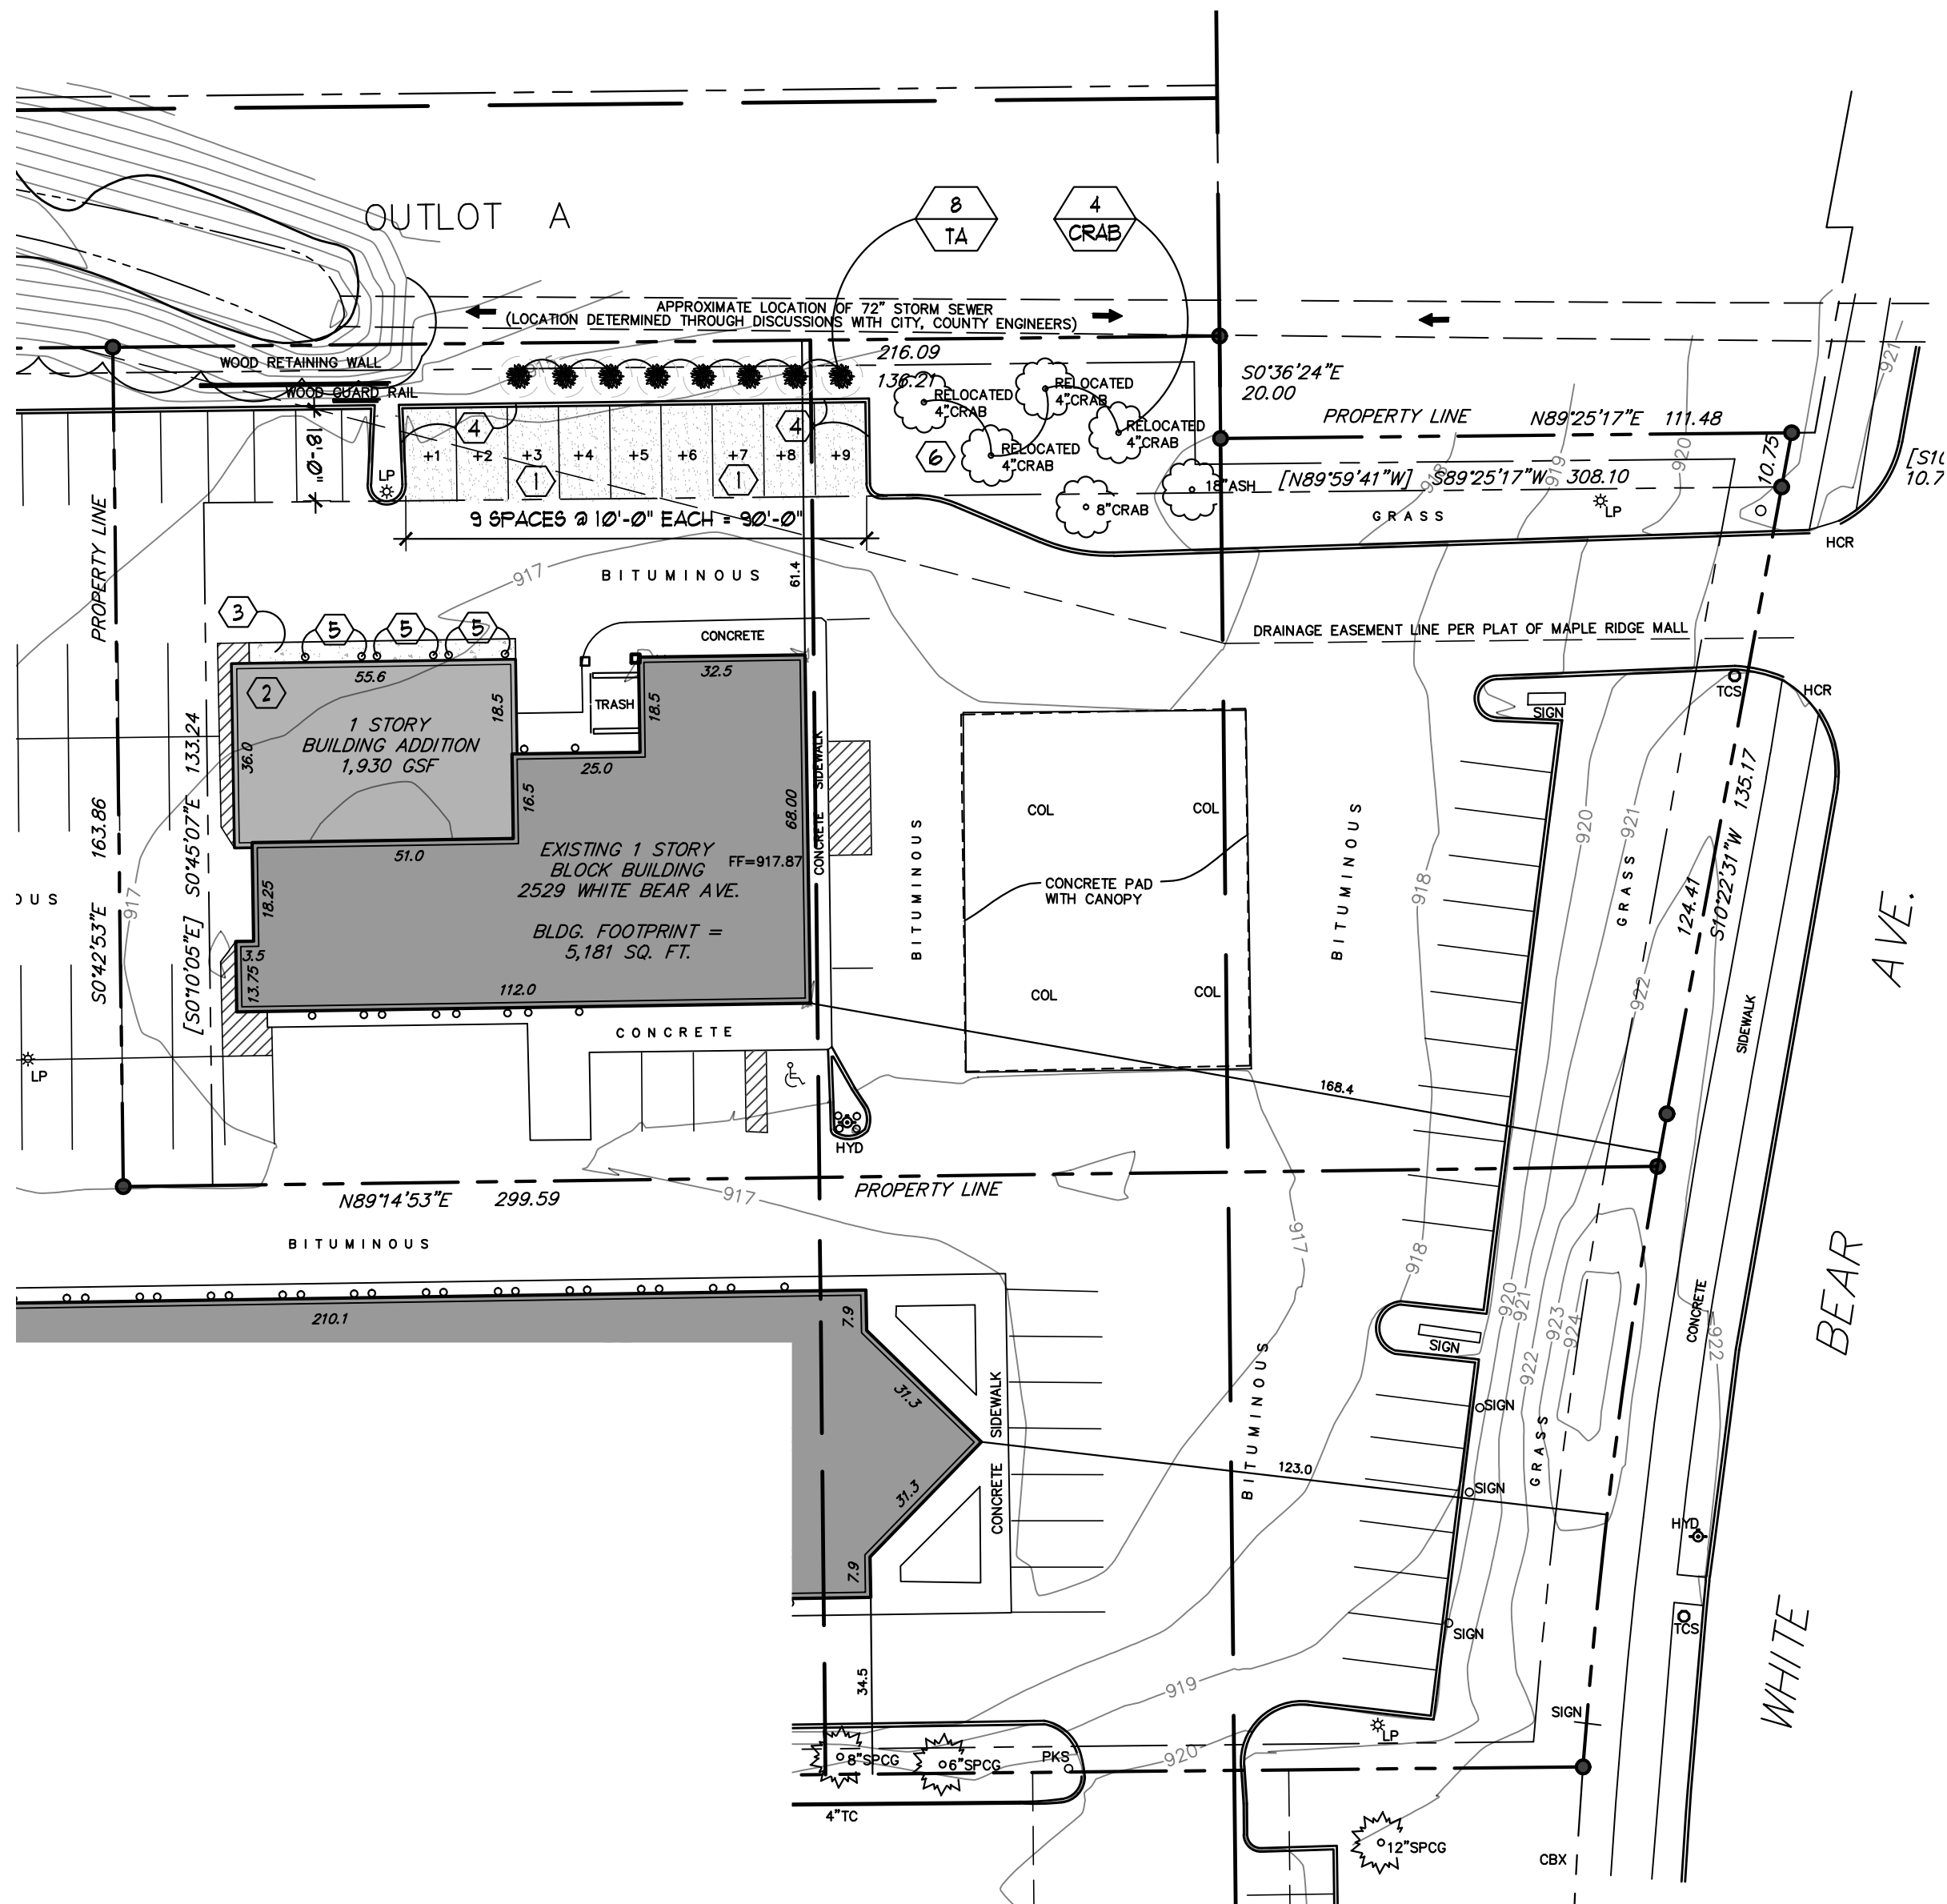 OUTLOT A
8
TA
4
CRAB
APPROXIMATE LOCATION OF 72" STORM SEWER
(LOCATION DETERMINED THROUGH DISCUSSIONS WITH CITY, COUNTY ENGINEERS)
WOOD RETAINING WALL
WOOD GUARD RAIL
216.09
136.21
RELOCATED
4"CRAB
RELOCATED
4"CRAB
RELOCATED
4"CRAB
RELOCATED
4"CRAB
S0°36'24"E
20.00
PROPERTY LINE N89°25'17"E 111.48
10.75
[S10
10.7
921
920
919
918
[N89°59'41"W] S89°25'17"W 308.10
18"ASH
8"CRAB
LP
GRASS
HCR
18'-0"
LP
4
4
6
+1 +2 +3 +4 +5 +6 +7 +8 +9
1
1
9 SPACES @ 10'-0" EACH = 90'-0"
917
BITUMINOUS
61.4
PROPERTY LINE
3
5
5
5
CONCRETE
DRAINAGE EASEMENT LINE PER PLAT OF MAPLE RIDGE MALL
2
55.6
18.5
36.0
1 STORY
BUILDING ADDITION
1,930 GSF
TRASH
18.5
32.5
25.0
16.5
51.0
68.00
CONCRETE SIDEWALK
EXISTING 1 STORY
BLOCK BUILDING
2529 WHITE BEAR AVE.
FF=917.87
BLDG. FOOTPRINT =
5,181 SQ. FT.
18.25
3.5
13.75
112.0
CONCRETE
S0°42'53"E 163.86
[S0°10'05"E] S0°45'07"E 133.24
917
OUS
LP
COL
COL
COL
COL
CONCRETE PAD
WITH CANOPY
BITUMINOUS
BITUMINOUS
918
TCS
HCR
SIGN
920
921
GRASS
922
124.41
S10°22'31"W 135.17
SIDEWALK
CONCRETE
WHITE BEAR AVE.
168.4
HYD
N89°14'53"E 299.59
917
PROPERTY LINE
BITUMINOUS
917
918
920
921
922
923
924
922
210.1
7.9
31.3
31.3
7.9
CONCRETE SIDEWALK
123.0
BITUMINOUS
SIGN
SIGN
SIGN
SIGN
GRASS
HYD
TCS
34.5
919
920
SIGN
LP
8"SPCG
6"SPCG
PKS
4"TC
12"SPCG
CBX